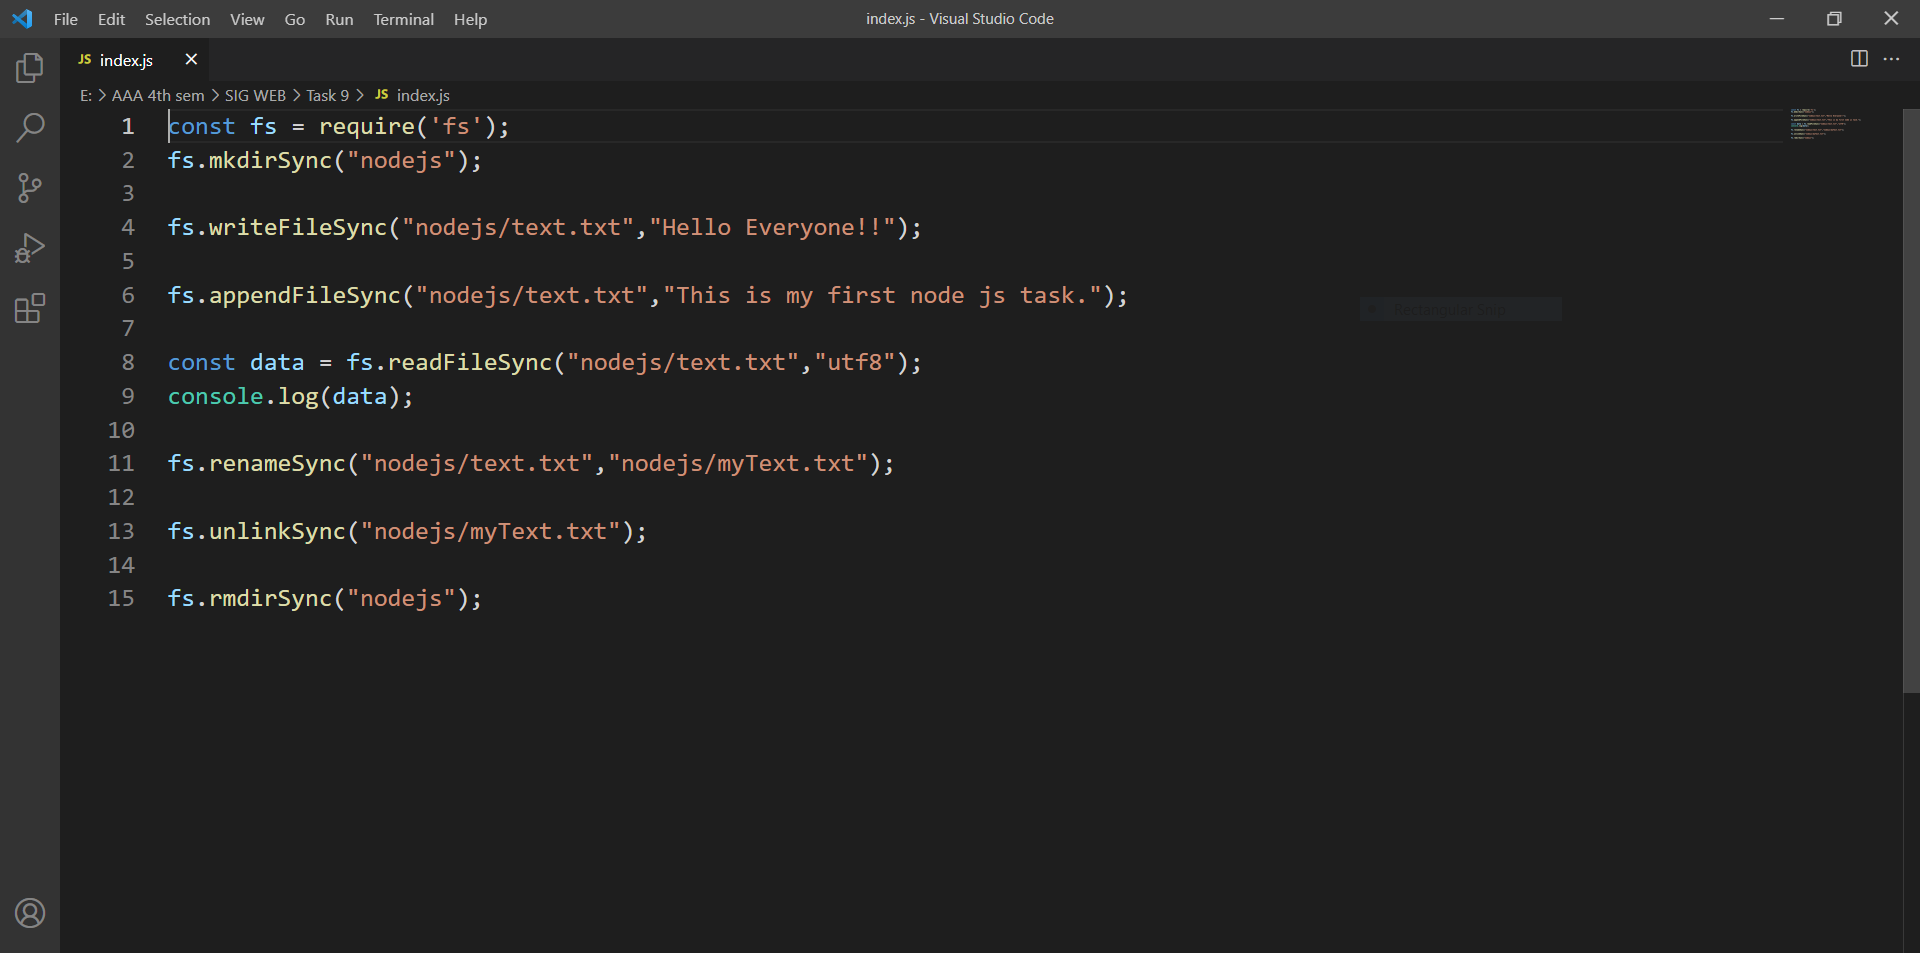 File Edit Selection View Go Run Terminal Help index.js - Visual Studio Code
JS index.js
E: > AAA 4th sem > SIG WEB > Task 9 > JS index.js
1 const fs = require('fs');
2 fs.mkdirSync("nodejs");
3
4 fs.writeFileSync("nodejs/text.txt","Hello Everyone!!");
5
6 fs.appendFileSync("nodejs/text.txt","This is my first node js task.");
7
8 const data = fs.readFileSync("nodejs/text.txt","utf8");
9 console.log(data);
10
11 fs.renameSync("nodejs/text.txt","nodejs/myText.txt");
12
13 fs.unlinkSync("nodejs/myText.txt");
14
15 fs.rmdirSync("nodejs");
Rectangular Snip